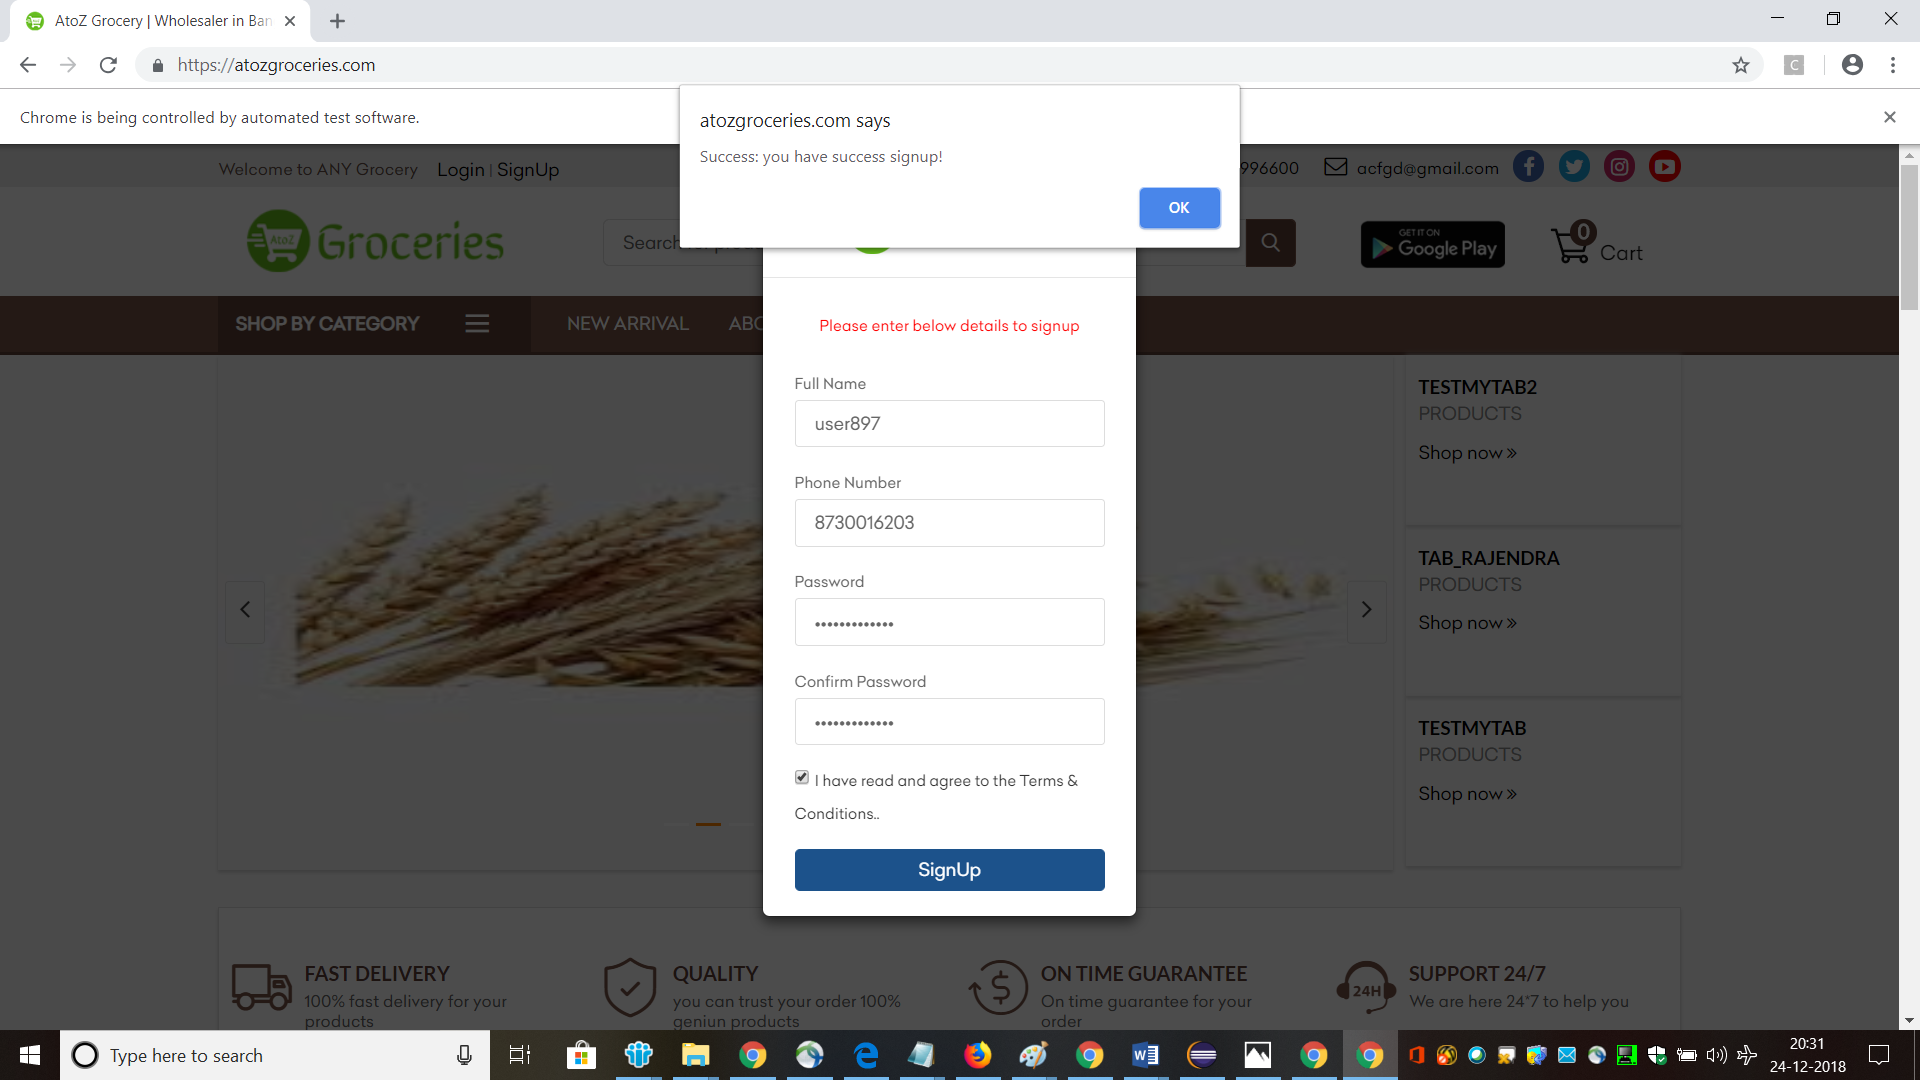 AtoZ Grocery | Wholesaler in Ban
https://atozgroceries.com
C
Chrome is being controlled by automated test software.
atozgroceries.com says
Success: you have success signup!
OK
Welcome to ANY Grocery Login | SignUp
996600 acfgd@gmail.com
AtoZ Groceries
Search
GET IT ON
Google Play
0 Cart
SHOP BY CATEGORY
NEW ARRIVAL
Please enter below details to signup
Full Name
user897
Phone Number
8730016203
Password
Confirm Password
I have read and agree to the Terms &
Conditions..
SignUp
TESTMYTAB2
PRODUCTS
Shop now »
TAB_RAJENDRA
PRODUCTS
Shop now »
TESTMYTAB
PRODUCTS
Shop now »
FAST DELIVERY
100% fast delivery for your
products
QUALITY
you can trust your order 100%
geniun products
ON TIME GUARANTEE
On time guarantee for your
order
24H
SUPPORT 24/7
We are here 24*7 to help you
Type here to search
20:31
24-12-2018